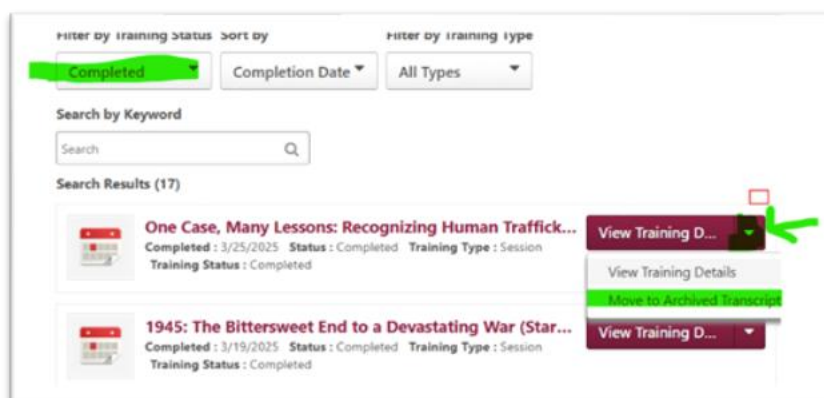 Filter by Training Status Sort by Filter by Training Type
Completed Completion Date All Types
Search by Keyword
Search
Search Results (17)
One Case, Many Lessons: Recognizing Human Traffick...
View Training D...
Completed : 3/25/2025 Status : Completed Training Type : Session
Training Status : Completed
View Training Details
Move to Archived Transcript
1945: The Bittersweet End to a Devastating War (Star...
View Training D...
Completed : 3/19/2025 Status : Completed Training Type : Session
Training Status : Completed